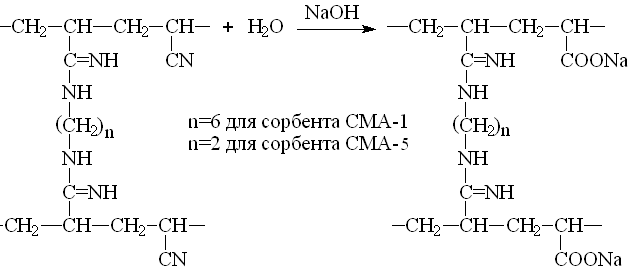 NaOH
—CH₂—CH—CH₂—CH— + H₂O → —CH₂—CH—CH₂—CH—
C=NH CN C=NH COONa
NH NH
(CH₂)n n=6 для сорбента СМА-1 (CH₂)n
n=2 для сорбента СМА-5
NH NH
C=NH C=NH
—CH₂—CH—CH₂—CH— —CH₂—CH—CH₂—CH—
CN COONa